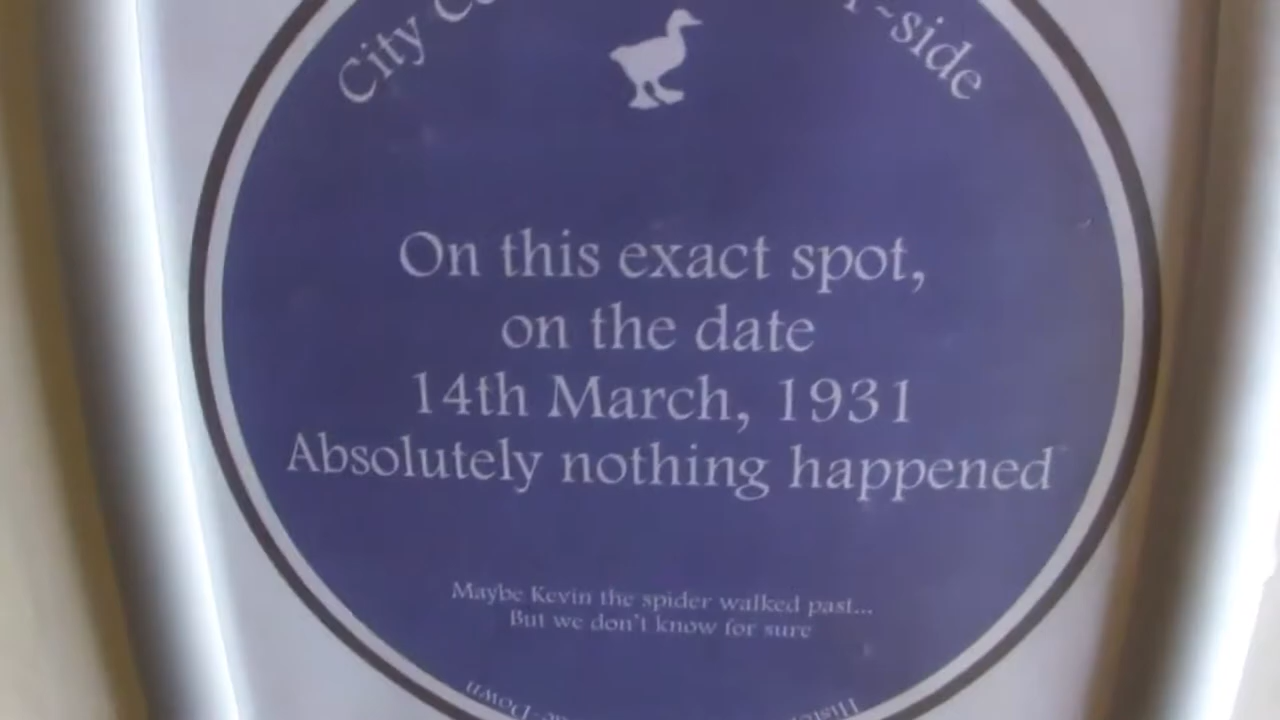 City
-side
On this exact spot,
on the date
14th March, 1931
Absolutely nothing happened
Maybe Kevin the spider walked past...
But we don't know for sure